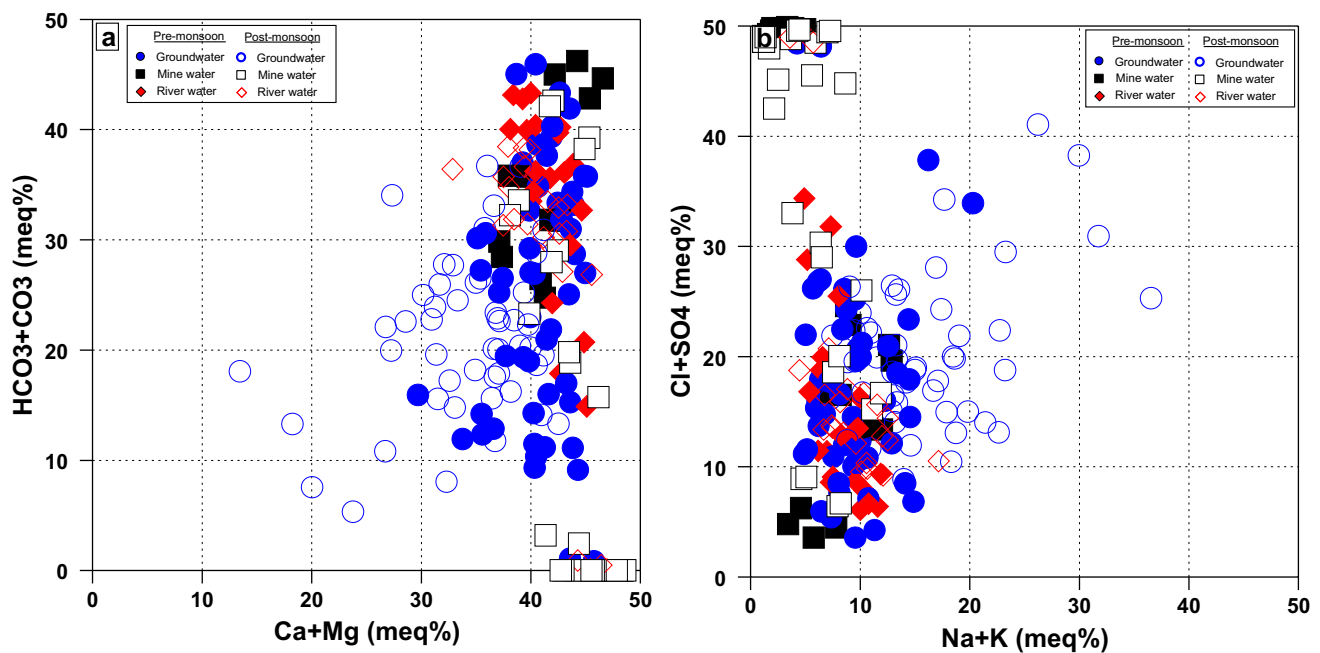 a
Pre-monsoon Post-monsoon
Groundwater Groundwater
Mine water Mine water
River water River water
50
40
30
20
10
0
HCO3+CO3 (meq%)
0 10 20 30 40 50
Ca+Mg (meq%)
b
Pre-monsoon Post-monsoon
Groundwater Groundwater
Mine water Mine water
River water River water
50
40
30
20
10
0
Cl+SO4 (meq%)
0 10 20 30 40 50
Na+K (meq%)